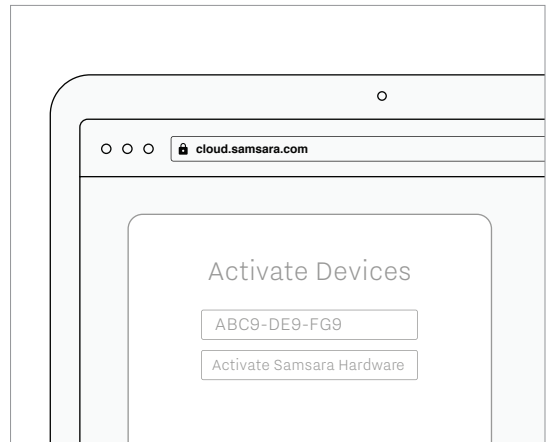 cloud.samsara.com
Activate Devices
ABC9-DE9-FG9
Activate Samsara Hardware